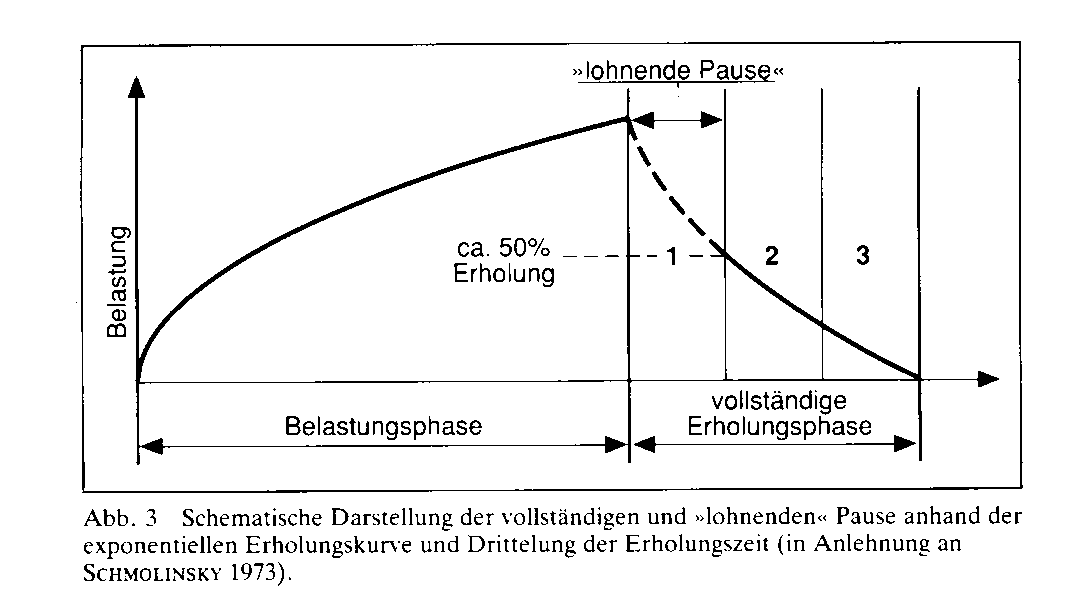 »lohnende Pause«
Belastung
ca. 50%
Erholung
1
2
3
Belastungsphase
vollständige
Erholungsphase
Abb. 3 Schematische Darstellung der vollständigen und »lohnenden« Pause anhand der
exponentiellen Erholungskurve und Drittelung der Erholungszeit (in Anlehnung an
SCHMOLINSKY 1973).